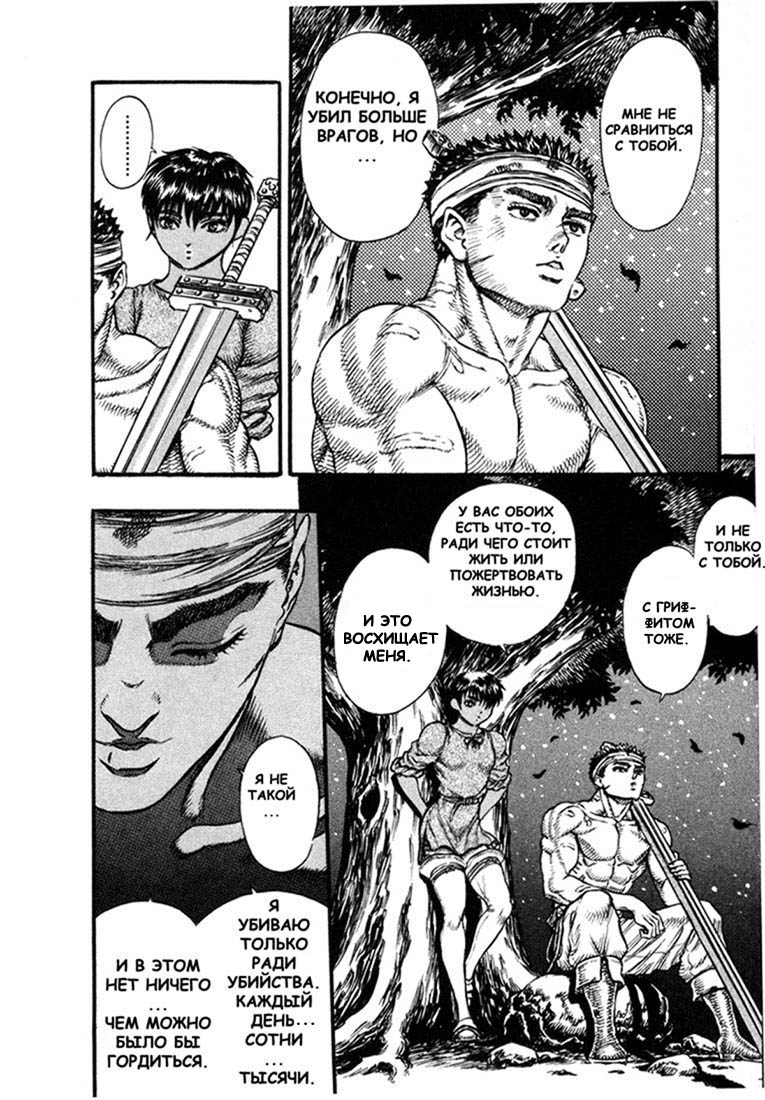 МНЕ НЕ
СРАВНИТЬСЯ
С ТОБОЙ.
КОНЕЧНО, Я
УБИЛ БОЛЬШЕ
ВРАГОВ, НО
...
.........
И НЕ
ТОЛЬКО
С ТОБОЙ.
С ГРИФ-
ФИТОМ
ТОЖЕ.
У ВАС ОБОИХ
ЕСТЬ ЧТО-ТО,
РАДИ ЧЕГО СТОИТ
ЖИТЬ ИЛИ
ПОЖЕРТВОВАТЬ
ЖИЗНЬЮ.
И ЭТО
ВОСХИЩАЕТ
МЕНЯ.
Я НЕ
ТАКОЙ
...
Я
УБИВАЮ
ТОЛЬКО
РАДИ
УБИЙСТВА.
КАЖДЫЙ
ДЕНЬ...
СОТНИ
...
ТЫСЯЧИ.
И В ЭТОМ
НЕТ НИЧЕГО
...
ЧЕМ МОЖНО
БЫЛО БЫ
ГОРДИТЬСЯ.